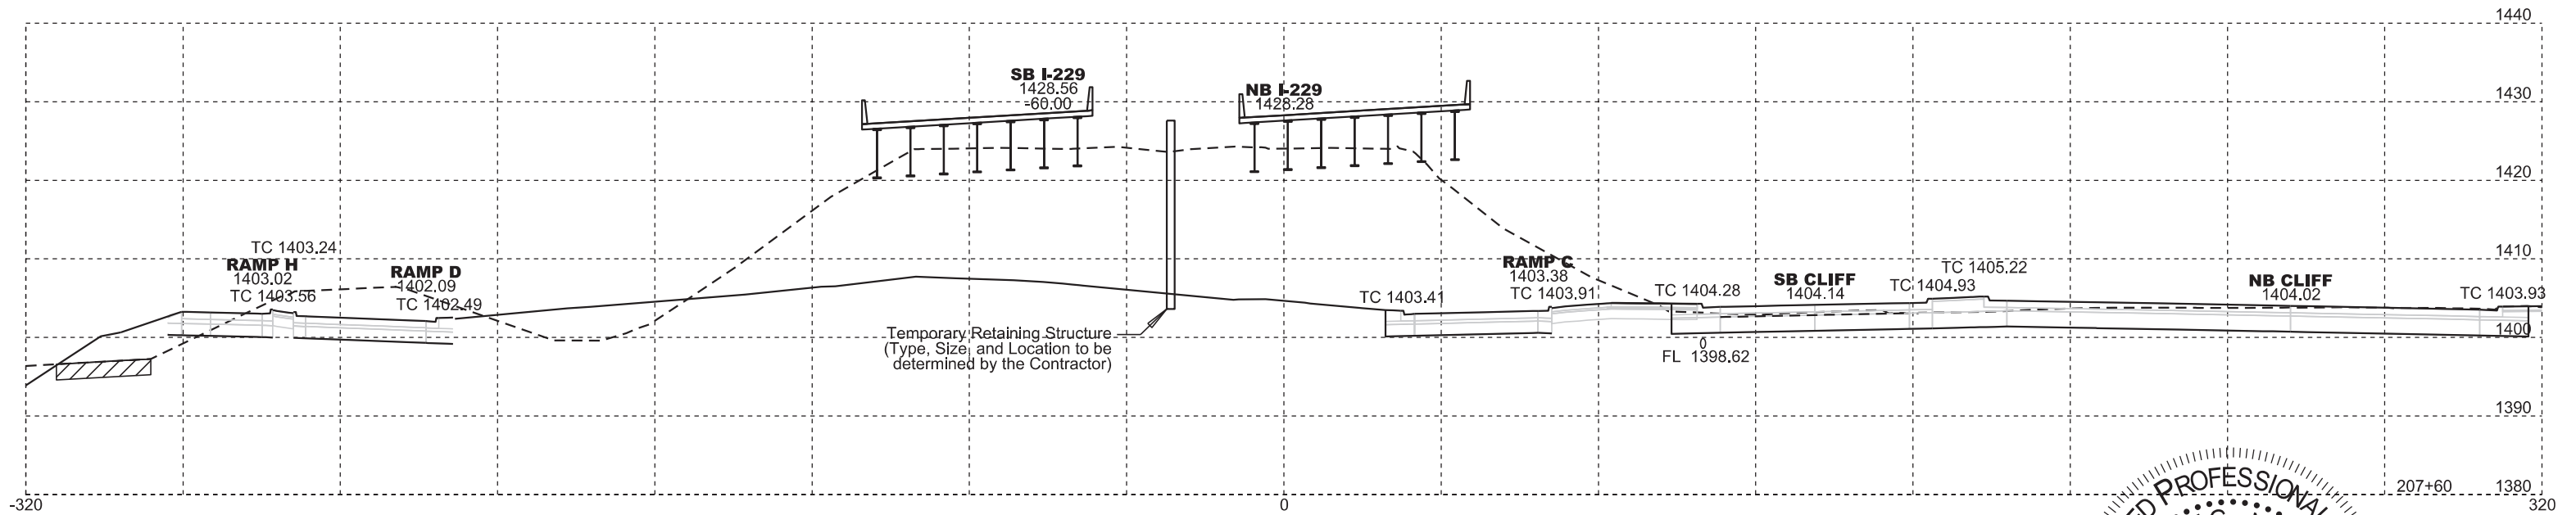 1440
SB I-229
1428.56
-60.00
NB I-229
1428.28
1430
1420
TC 1403.24
RAMP H
1403.02
TC 1403.56
RAMP D
1402.09
TC 1402.49
1410
RAMP C
1403.38
TC 1403.91
TC 1403.41
TC 1404.28
SB CLIFF
1404.14
TC 1404.93
TC 1405.22
NB CLIFF
1404.02
TC 1403.93
Temporary Retaining Structure
(Type, Size, and Location to be
determined by the Contractor)
1400
0
FL 1398.62
1390
PROFESSIONAL
207+60
1380
-320
0
320